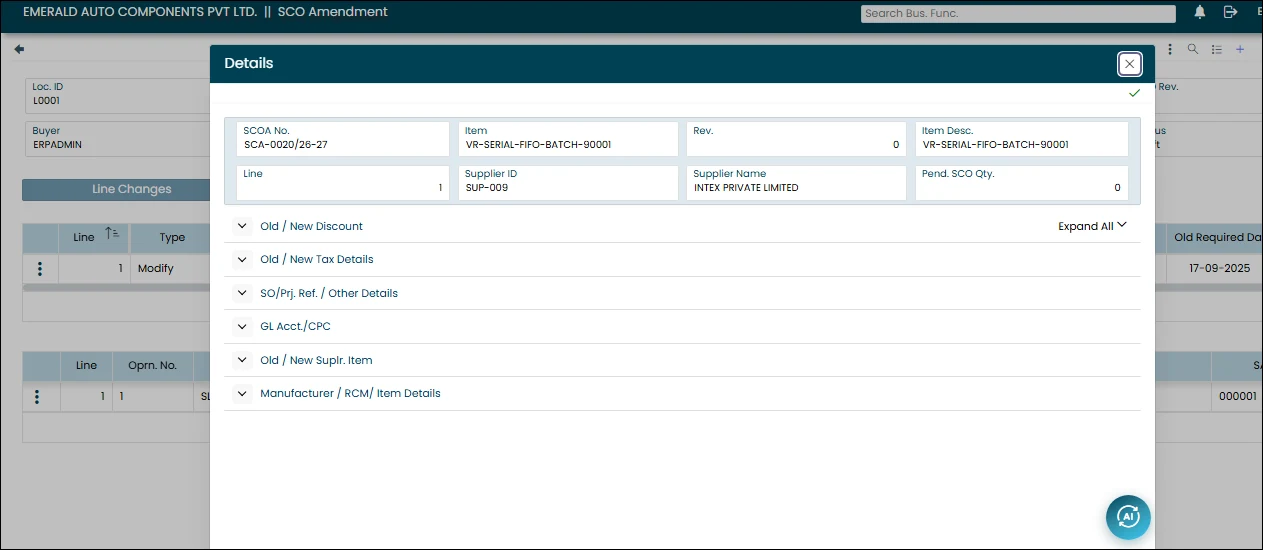 EMERALD AUTO COMPONENTS PVT LTD. || SCO Amendment
Search Bus. Func.
Details
Loc. ID
L0001
Rev.
Buyer
ERPADMIN
SCOA No.
SCA-0020/26-27
Item
VR-SERIAL-FIFO-BATCH-90001
Rev.
0
Item Desc.
VR-SERIAL-FIFO-BATCH-90001
Line
1
Supplier ID
SUP-009
Supplier Name
INTEX PRIVATE LIMITED
Pend. SCO Qty.
0
Line Changes
Old / New Discount
Expand All
Line Type Old Required Da
1 Modify 17-09-2025
Old / New Tax Details
SO/Prj. Ref. / Other Details
GL Acct./CPC
Old / New Suplr. Item
Manufacturer / RCM/ Item Details
Line Oprn. No.
1 1 000001
AI